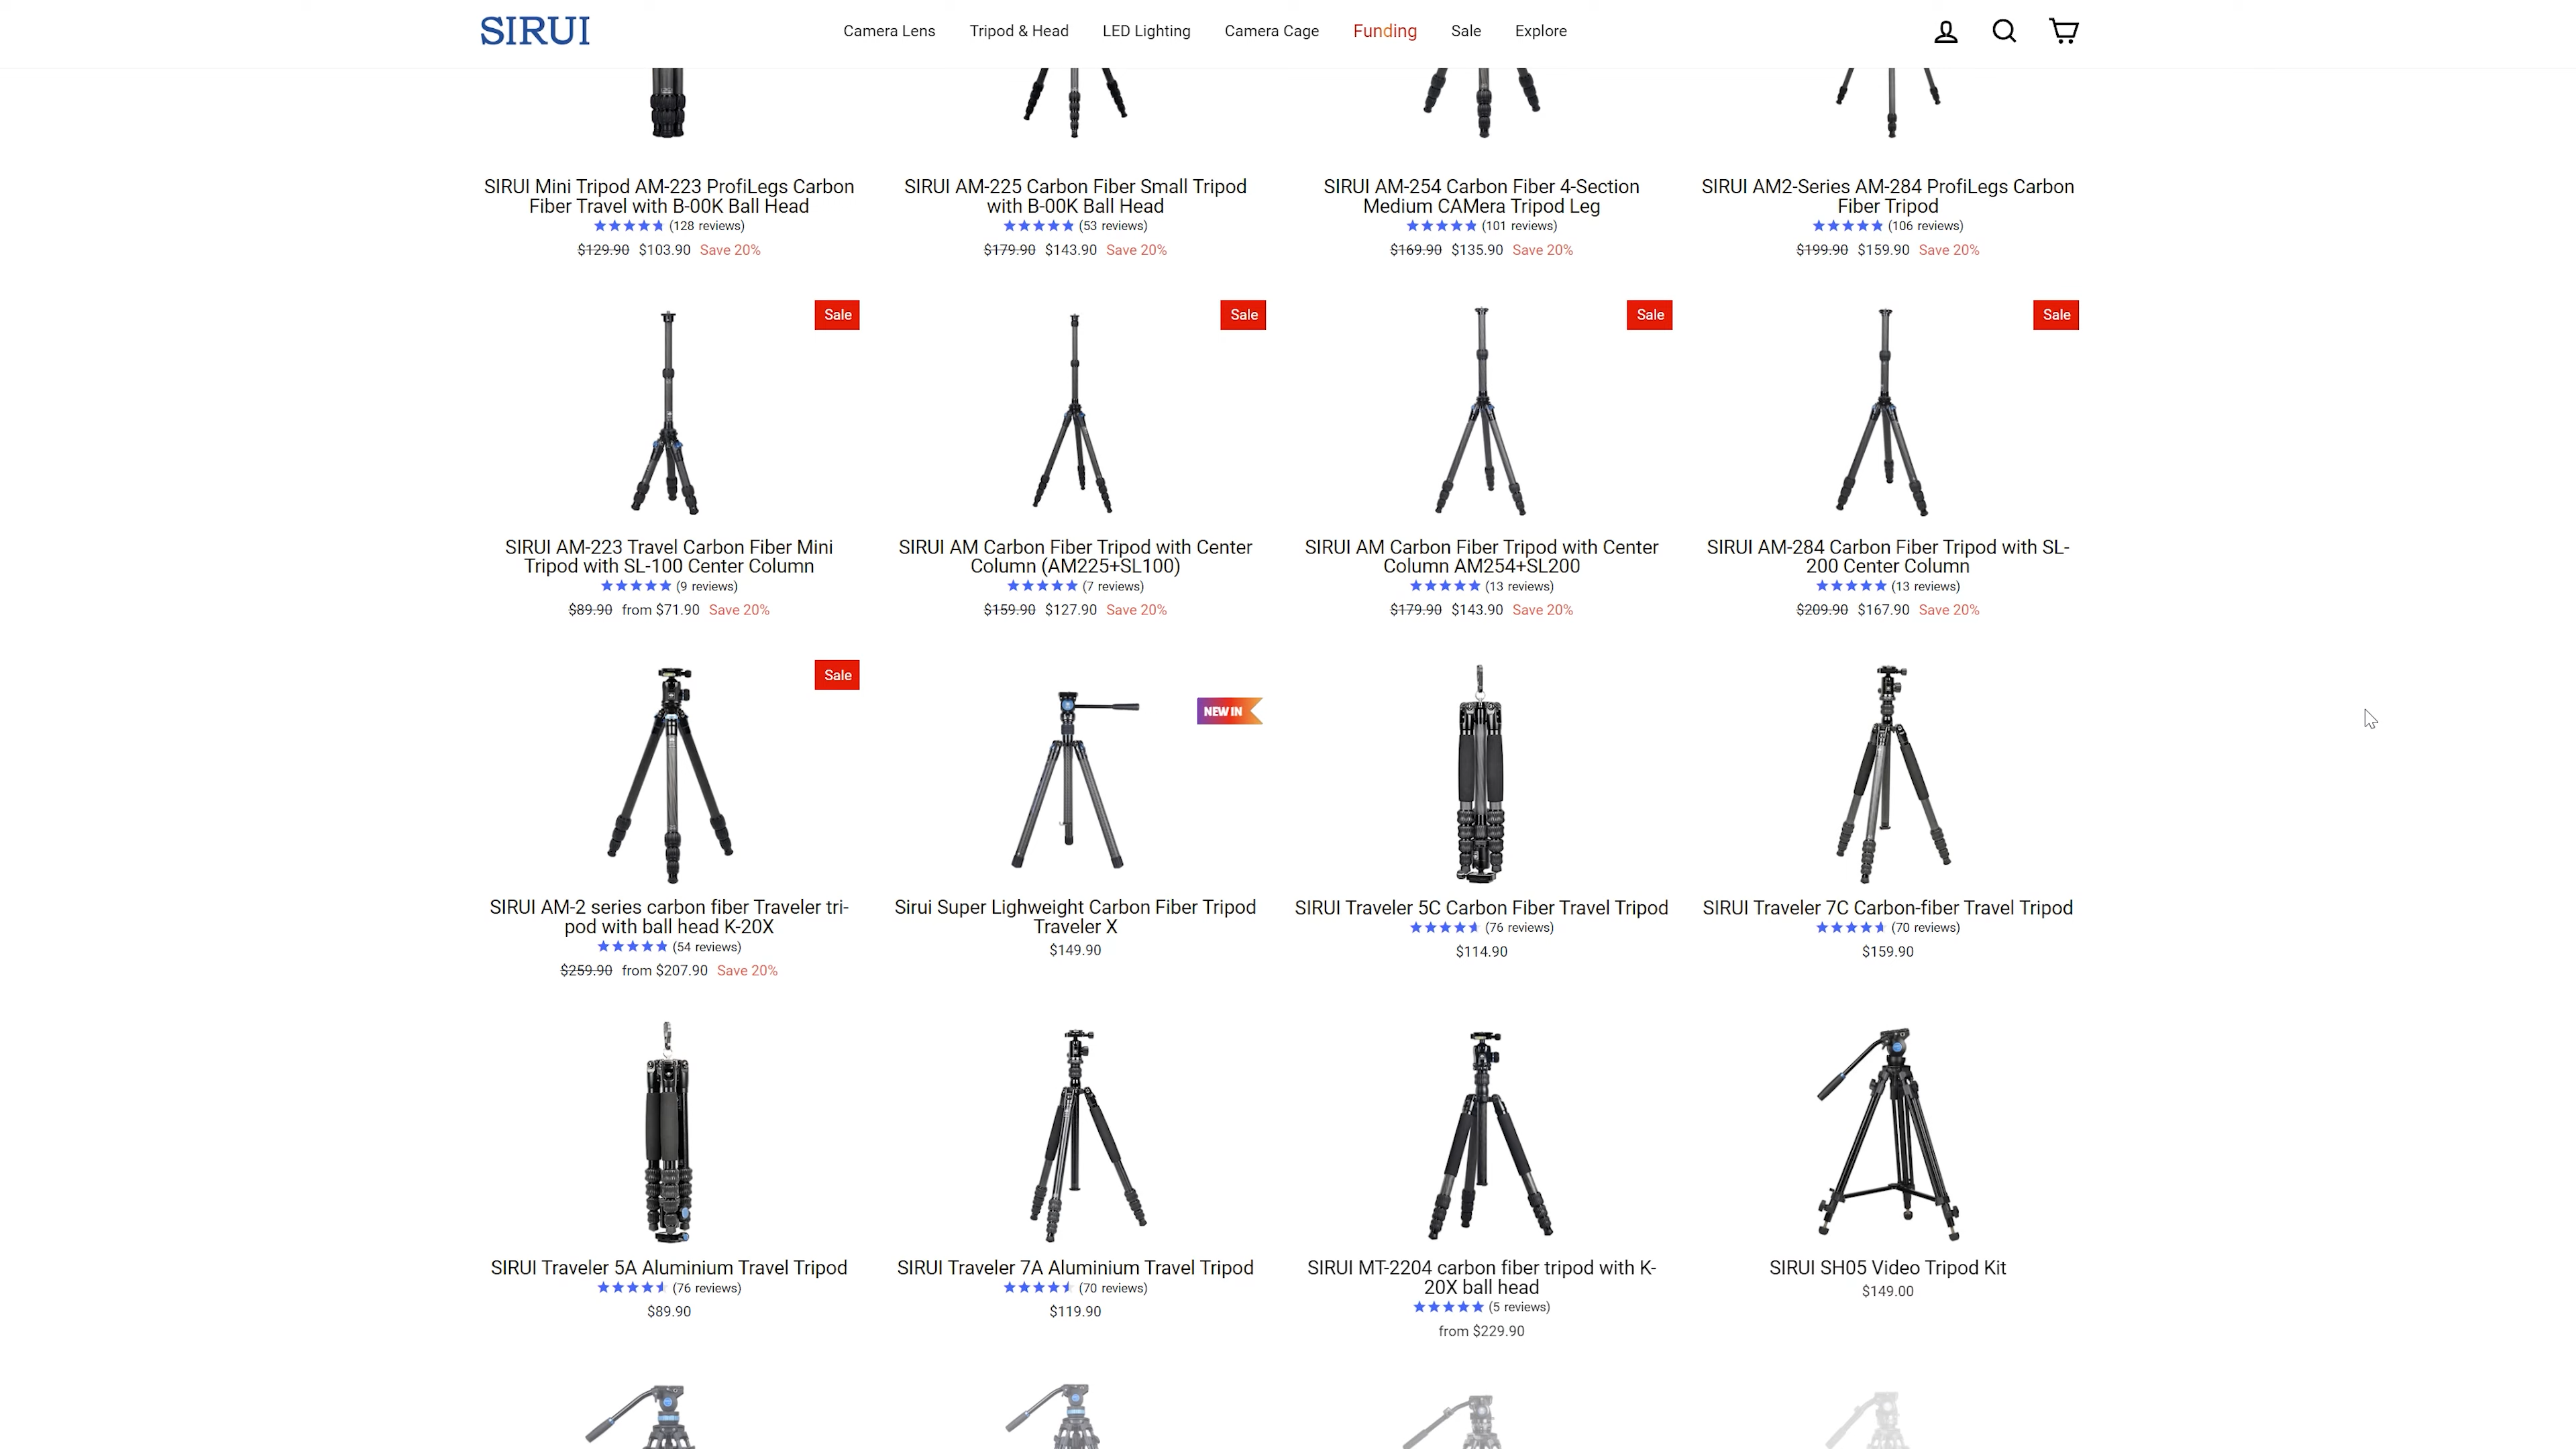 SIRUI
Camera Lens Tripod & Head LED Lighting Camera Cage Funding Sale Explore
SIRUI Mini Tripod AM-223 ProfiLegs Carbon
Fiber Travel with B-00K Ball Head
(128 reviews)
$129.90 $103.90 Save 20%
SIRUI AM-225 Carbon Fiber Small Tripod
with B-00K Ball Head
(53 reviews)
$179.90 $143.90 Save 20%
SIRUI AM-254 Carbon Fiber 4-Section
Medium CAMera Tripod Leg
(101 reviews)
$169.90 $135.90 Save 20%
SIRUI AM2-Series AM-284 ProfiLegs Carbon
Fiber Tripod
(106 reviews)
$199.90 $159.90 Save 20%
Sale
SIRUI AM-223 Travel Carbon Fiber Mini
Tripod with SL-100 Center Column
(9 reviews)
$89.90 from $71.90 Save 20%
Sale
SIRUI AM Carbon Fiber Tripod with Center
Column (AM225+SL100)
(7 reviews)
$159.90 $127.90 Save 20%
Sale
SIRUI AM Carbon Fiber Tripod with Center
Column AM254+SL200
(13 reviews)
$179.90 $143.90 Save 20%
Sale
SIRUI AM-284 Carbon Fiber Tripod with SL-
200 Center Column
(13 reviews)
$209.90 $167.90 Save 20%
Sale
SIRUI AM-2 series carbon fiber Traveler tri-
pod with ball head K-20X
(54 reviews)
$259.90 from $207.90 Save 20%
NEW IN
Sirui Super Lighweight Carbon Fiber Tripod
Traveler X
$149.90
SIRUI Traveler 5C Carbon Fiber Travel Tripod
(76 reviews)
$114.90
SIRUI Traveler 7C Carbon-fiber Travel Tripod
(70 reviews)
$159.90
SIRUI Traveler 5A Aluminium Travel Tripod
(76 reviews)
$89.90
SIRUI Traveler 7A Aluminium Travel Tripod
(70 reviews)
$119.90
SIRUI MT-2204 carbon fiber tripod with K-
20X ball head
(5 reviews)
from $229.90
SIRUI SH05 Video Tripod Kit
$149.00